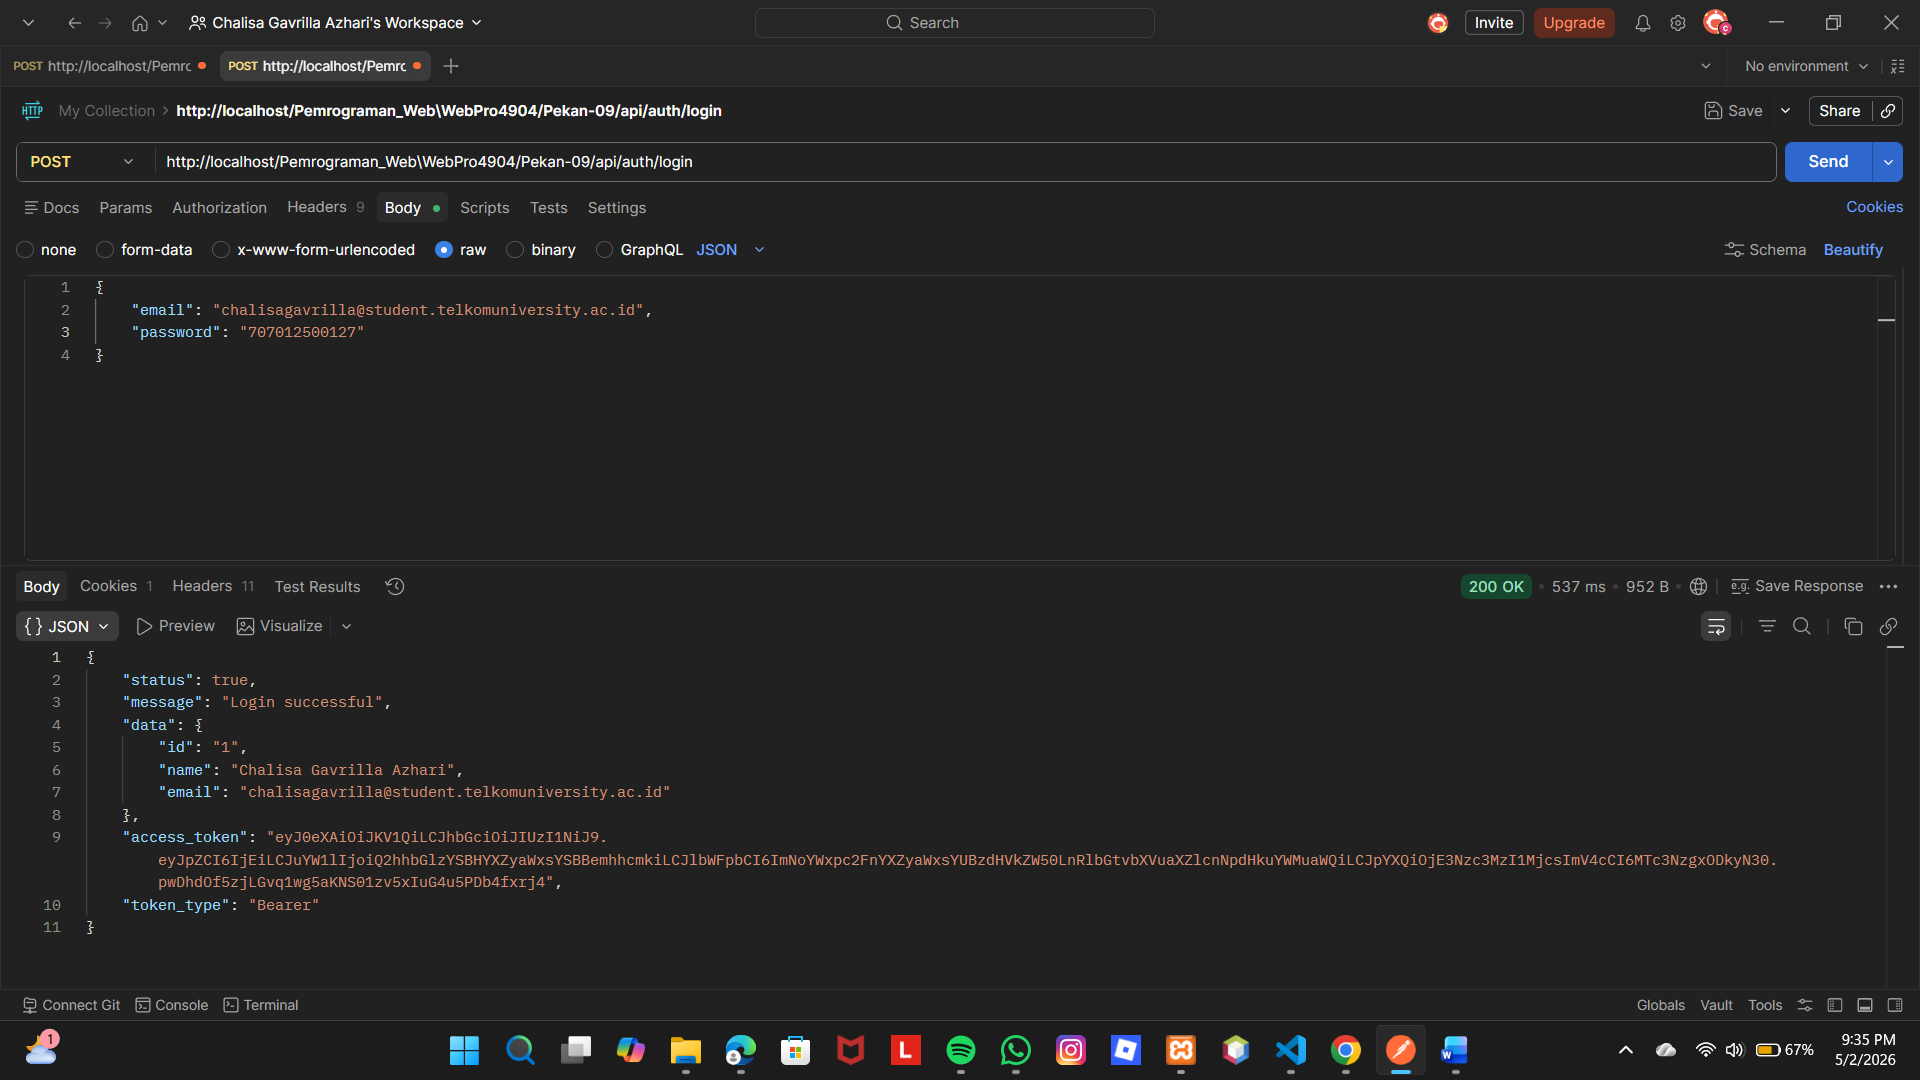 Chalisa Gavrilla Azhari's Workspace
Search
Invite
Upgrade
POST http://localhost/Pemrc
POST http://localhost/Pemrc
No environment
HTTP My Collection > http://localhost/Pemrograman_Web\WebPro4904/Pekan-09/api/auth/login
Save
Share
POST http://localhost/Pemrograman_Web\WebPro4904/Pekan-09/api/auth/login
Send
Docs Params Authorization Headers 9 Body Scripts Tests Settings
Cookies
none form-data x-www-form-urlencoded raw binary GraphQL JSON
Schema Beautify
1 {
2 "email": "chalisagavrilla@student.telkomuniversity.ac.id",
3 "password": "707012500127"
4 }
Body Cookies 1 Headers 11 Test Results
200 OK • 537 ms • 952 B
e.g. Save Response
{} JSON Preview Visualize
1 {
2 "status": true,
3 "message": "Login successful",
4 "data": {
5 "id": "1",
6 "name": "Chalisa Gavrilla Azhari",
7 "email": "chalisagavrilla@student.telkomuniversity.ac.id"
8 },
9 "access_token": "eyJ0eXAiOiJKV1QiLCJhbGciOiJIUzI1NiJ9.
eyJpZCI6IjEiLCJuYW1lIjoiQ2hhbGlzYSBHYXZyaWxsYSBBemhhcmkiLCJlbWFpbCI6ImNoYWxpc2FnYXZyaWxsYUBzdHVkZW50LnRlbGtvbXVuaXZlcnNpdHkuYWMuaWQiLCJpYXQiOjE3Nzc3MzI1MjcsImV4cCI6MTc3NzgxODkyN30.
pwDhdOf5zjLGvq1wg5aKNS01zv5xIuG4u5PDb4fxrj4",
10 "token_type": "Bearer"
11 }
Connect Git Console Terminal
Globals Vault Tools
1
L
W
67%
9:35 PM
5/2/2026